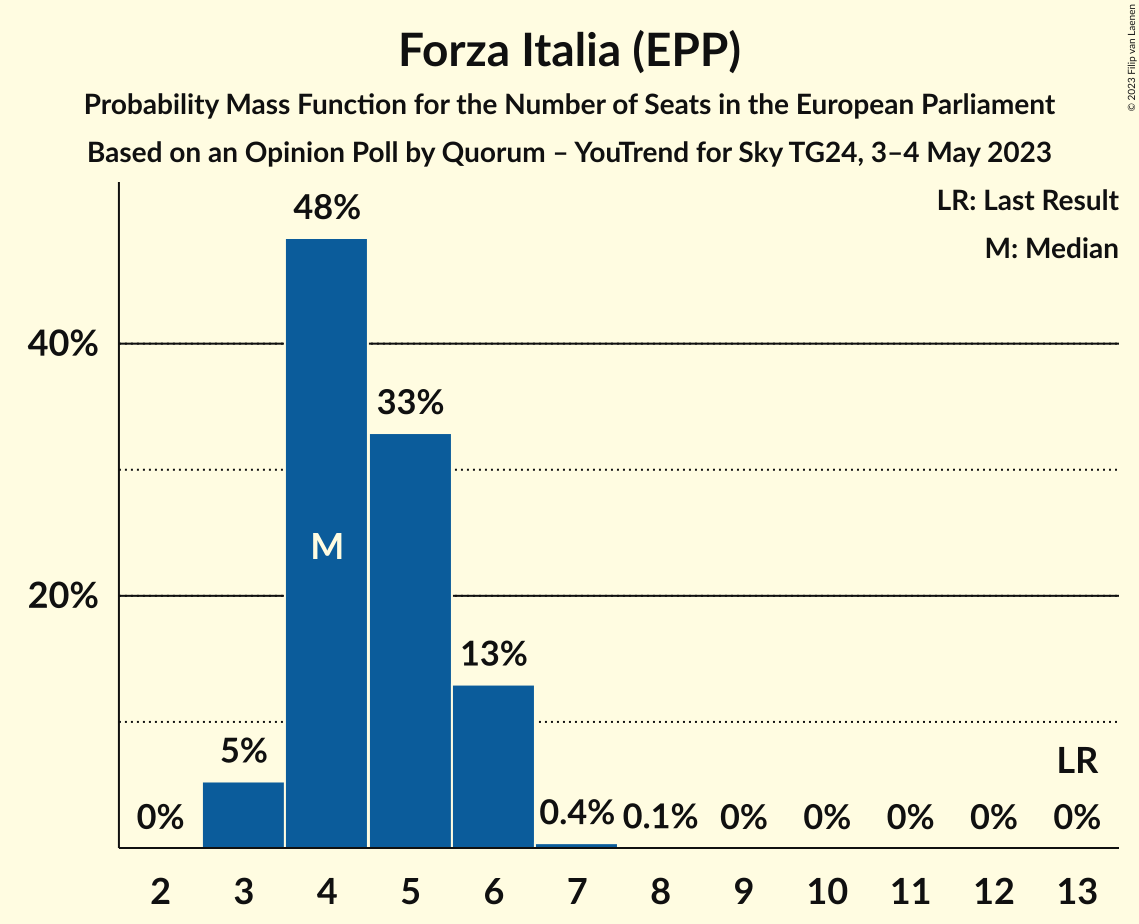 Forza Italia (EPP)
Probability Mass Function for the Number of Seats in the European Parliament
Based on an Opinion Poll by Quorum – YouTrend for Sky TG24, 3–4 May 2023
© 2023 Filip van Laenen
LR: Last Result
M: Median
48%
40%
33%
M
20%
13%
5%
LR
0% 0.4% 0.1% 0% 0% 0% 0% 0%
2 3 4 5 6 7 8 9 10 11 12 13